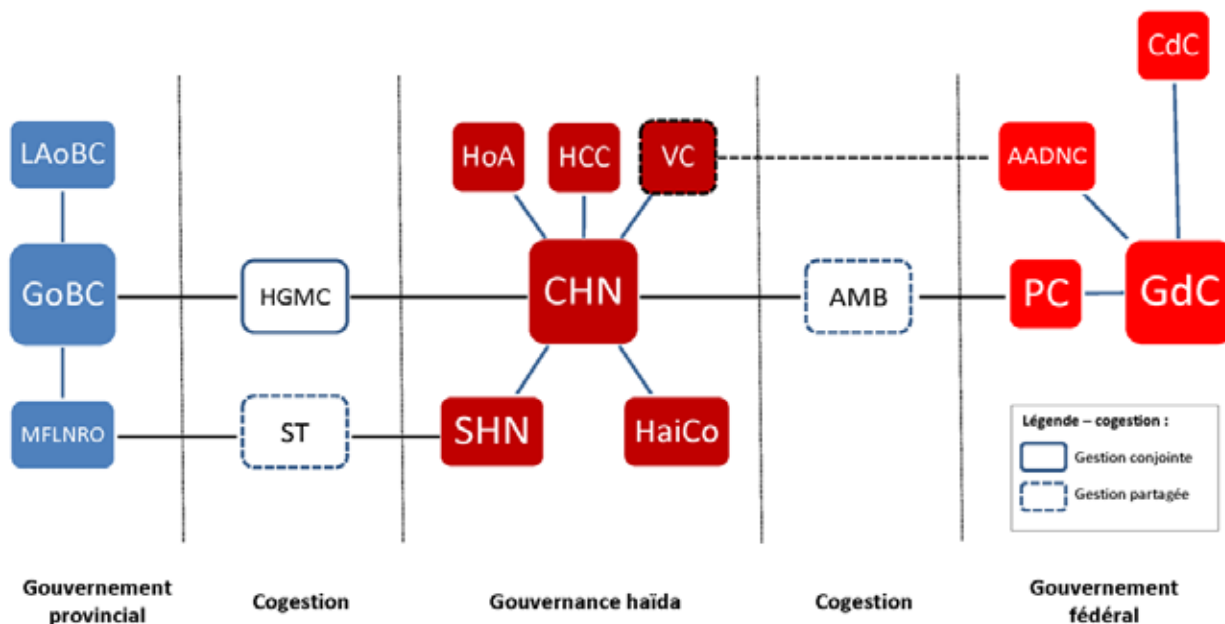 CdC
LAoBC
HoA
HCC
VC
AADNC
GoBC
HGMC
CHN
AMB
PC
GdC
MFLNRO
ST
SHN
HaiCo
Légende – cogestion :
Gestion conjointe
Gestion partagée
Gouvernement
provincial
Cogestion
Gouvernance haïda
Cogestion
Gouvernement
fédéral